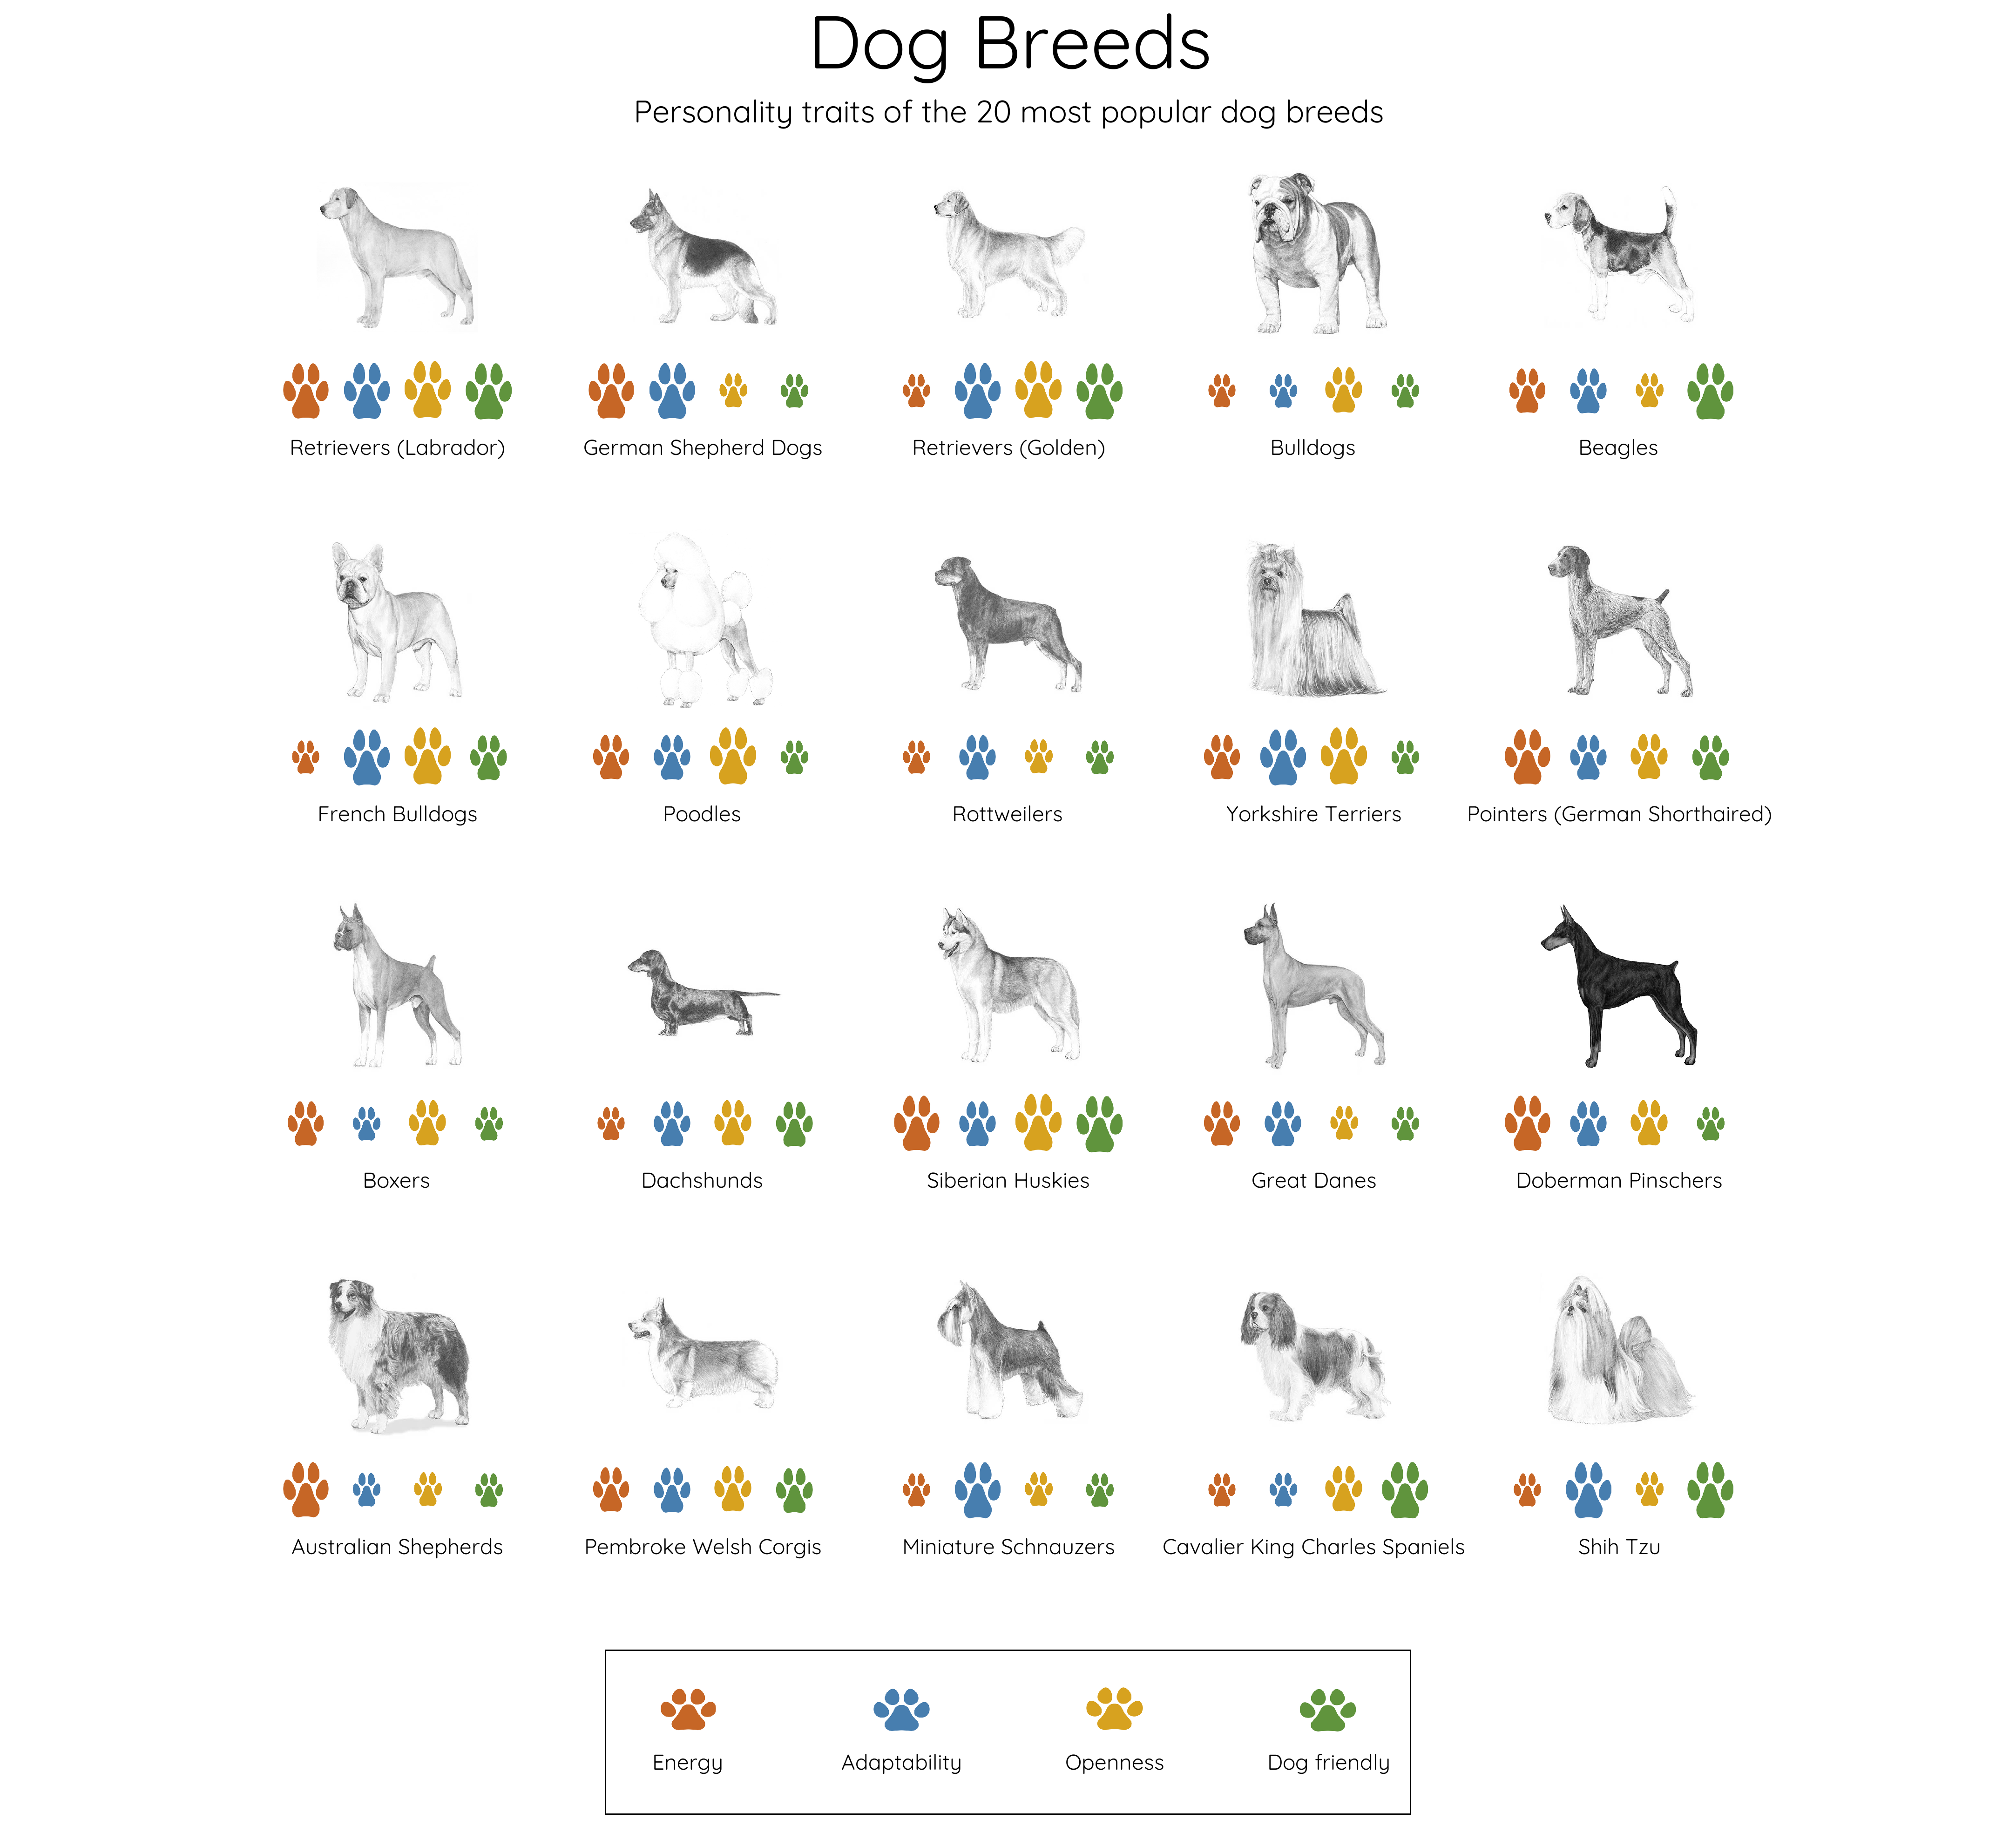 Dog Breeds
Personality traits of the 20 most popular dog breeds
Retrievers (Labrador)
German Shepherd Dogs
Retrievers (Golden)
Bulldogs
Beagles
French Bulldogs
Poodles
Rottweilers
Yorkshire Terriers
Pointers (German Shorthaired)
Boxers
Dachshunds
Siberian Huskies
Great Danes
Doberman Pinschers
Australian Shepherds
Pembroke Welsh Corgis
Miniature Schnauzers
Cavalier King Charles Spaniels
Shih Tzu
Energy
Adaptability
Openness
Dog friendly